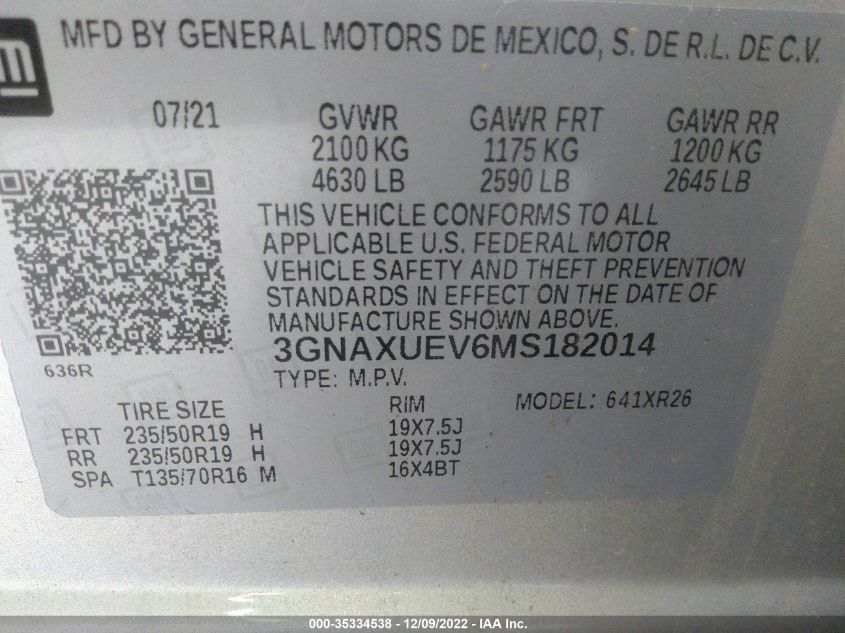 gm
MFD BY GENERAL MOTORS DE MEXICO, S. DE R.L. DE C.V.
07/21 GVWR GAWR FRT GAWR RR
2100 KG 1175 KG 1200 KG
4630 LB 2590 LB 2645 LB
THIS VEHICLE CONFORMS TO ALL
APPLICABLE U.S. FEDERAL MOTOR
VEHICLE SAFETY AND THEFT PREVENTION
STANDARDS IN EFFECT ON THE DATE OF
MANUFACTURE SHOWN ABOVE.
3GNAXUEV6MS182014
636R
TYPE: M.P.V.
MODEL: 641XR26
TIRE SIZE RIM
FRT 235/50R19 H 19X7.5J
RR 235/50R19 H 19X7.5J
SPA T135/70R16 M 16X4BT
000-35334538 - 12/09/2022 - IAA Inc.